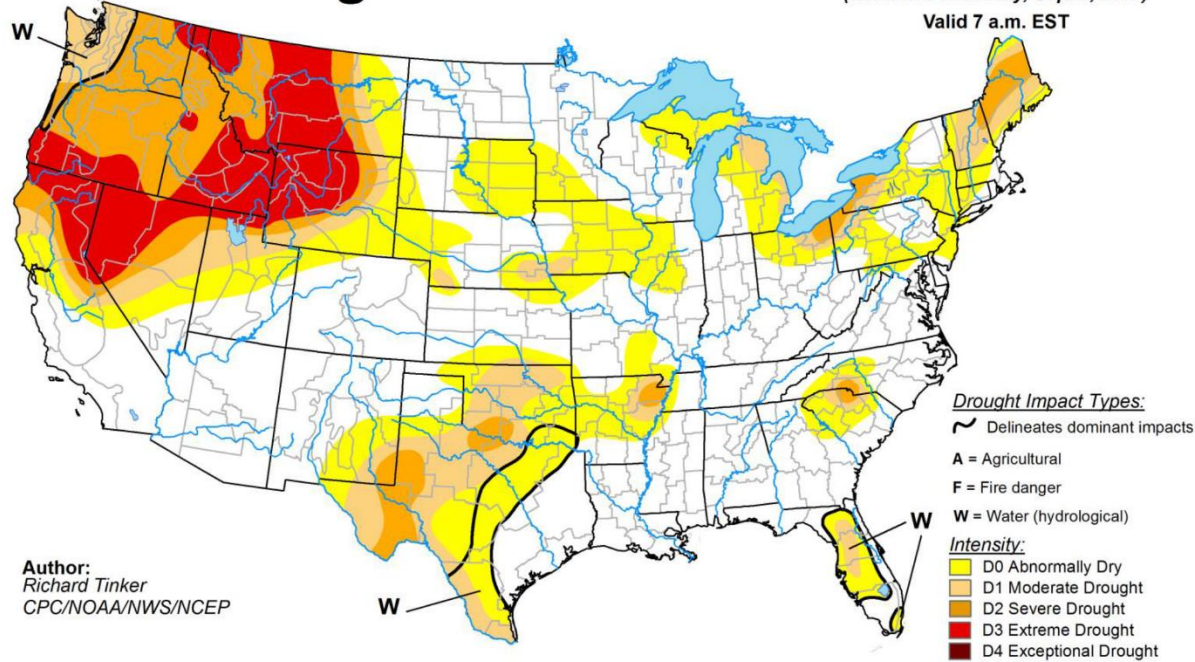 Valid 7 a.m. EST
W
Drought Impact Types:
Delineates dominant impacts
A = Agricultural
F = Fire danger
W = Water (hydrological)
W
Intensity:
D0 Abnormally Dry
D1 Moderate Drought
D2 Severe Drought
D3 Extreme Drought
D4 Exceptional Drought
Author:
Richard Tinker
CPC/NOAA/NWS/NCEP
W